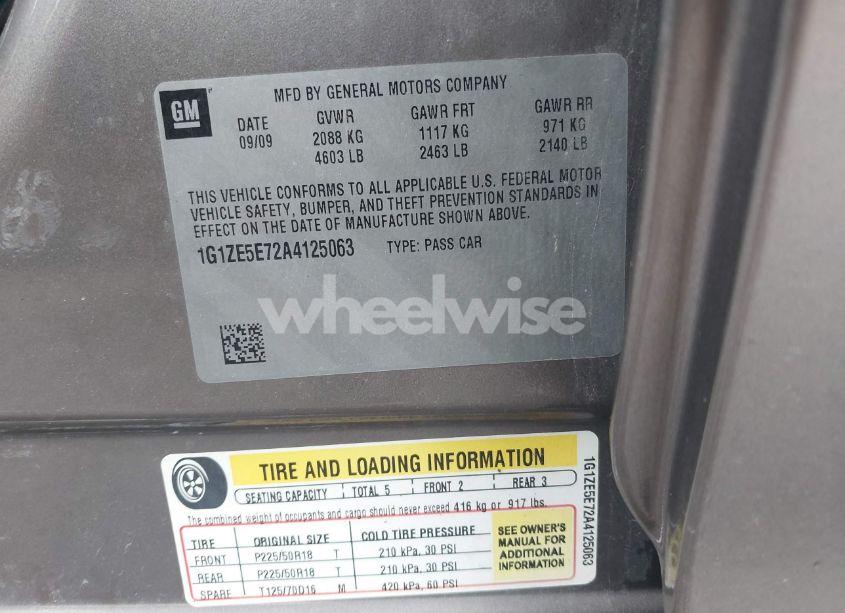 GM
MFD BY GENERAL MOTORS COMPANY
DATE GVWR GAWR FRT GAWR RR
09/09 2088 KG 1117 KG 971 KG
4603 LB 2463 LB 2140 LB
THIS VEHICLE CONFORMS TO ALL APPLICABLE U.S. FEDERAL MOTOR
VEHICLE SAFETY, BUMPER, AND THEFT PREVENTION STANDARDS IN
EFFECT ON THE DATE OF MANUFACTURE SHOWN ABOVE.
1G1ZE5E72A4125063 TYPE: PASS CAR
wheelwise
TIRE AND LOADING INFORMATION
SEATING CAPACITY TOTAL 5 FRONT 2 REAR 3
The combined weight of occupants and cargo should never exceed 416 kg or 917 lbs.
TIRE ORIGINAL SIZE COLD TIRE PRESSURE
FRONT P225/50R18 T 210 kPa, 30 PSI
REAR P225/50R18 T 210 kPa, 30 PSI
SPARE T125/70D16 M 420 kPa, 60 PSI
SEE OWNER'S
MANUAL FOR
ADDITIONAL
INFORMATION
1G1ZE5E72A4125063